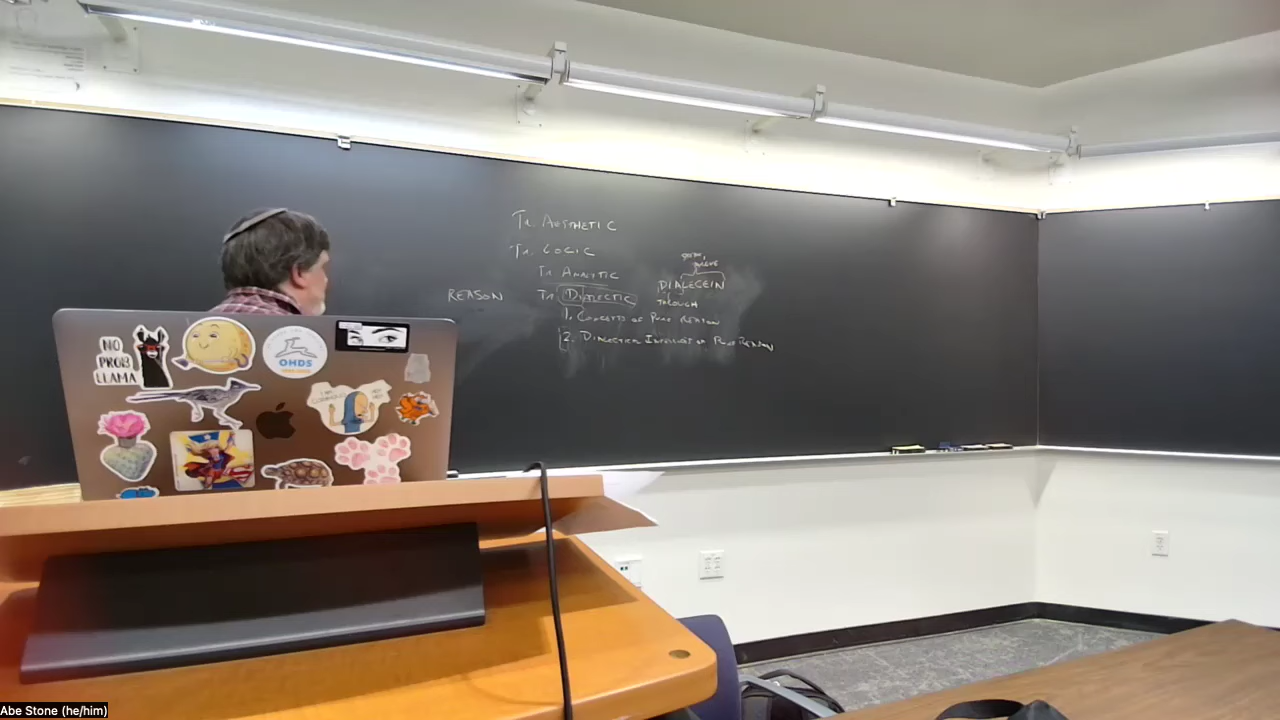 Tr. AESTHETIC
Tr. LOGIC
Tr. ANALYTIC
REASON Tr. DIALECTIC
DIALEGEIN
THROUGH
1. CONCEPTS OF PURE REASON
2. DIALECTICAL INFERENCES OF PURE REASON
NO
PROB
LLAMA
OHDS
Abe Stone (he/him)